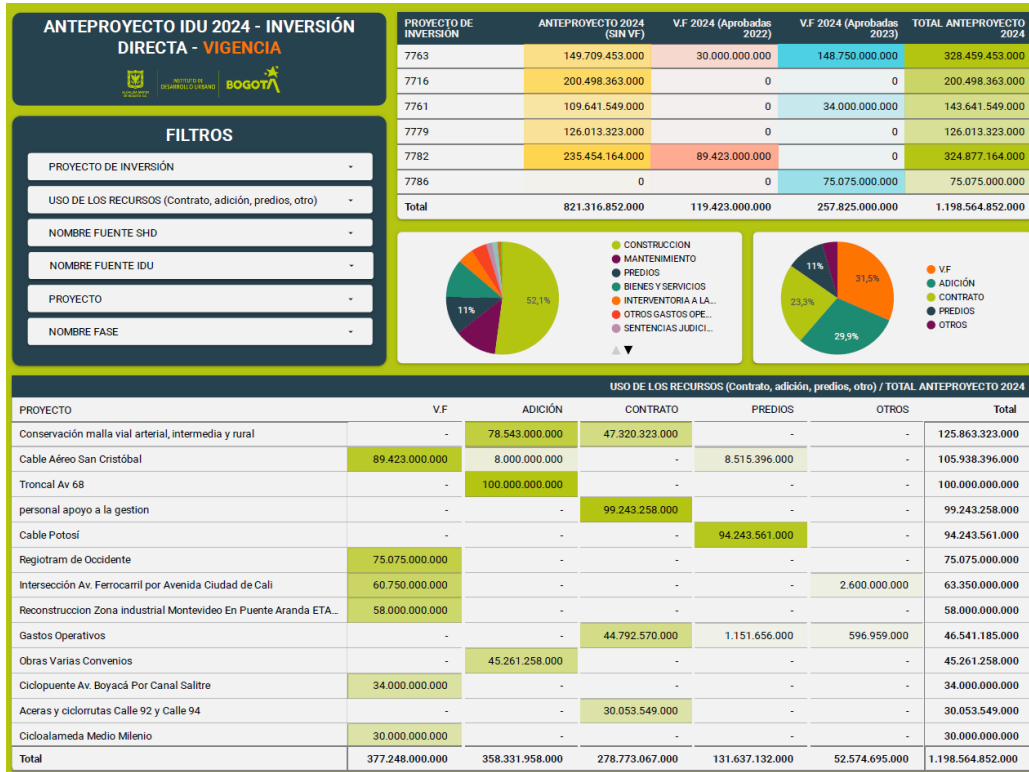 ANTEPROYECTO IDU 2024 - INVERSIÓN
DIRECTA - VIGENCIA
INSTITUTO DE
DESARROLLO URBANO
BOGOTÁ
FILTROS
PROYECTO DE INVERSIÓN
USO DE LOS RECURSOS (Contrato, adición, predios, otro)
NOMBRE FUENTE SHD
NOMBRE FUENTE IDU
PROYECTO
NOMBRE FASE
PROYECTO DE INVERSIÓN ANTEPROYECTO 2024 (SIN VF) V.F 2024 (Aprobadas 2022) V.F 2024 (Aprobadas 2023) TOTAL ANTEPROYECTO 2024
7763 149.709.453.000 30.000.000.000 148.750.000.000 328.459.453.000
7716 200.498.363.000 0 0 200.498.363.000
7761 109.641.549.000 0 34.000.000.000 143.641.549.000
7779 126.013.323.000 0 0 126.013.323.000
7782 235.454.164.000 89.423.000.000 0 324.877.164.000
7786 0 0 75.075.000.000 75.075.000.000
Total 821.316.852.000 119.423.000.000 257.825.000.000 1.198.564.852.000
52,1%
11%
CONSTRUCCION
MANTENIMIENTO
PREDIOS
BIENES Y SERVICIOS
INTERVENTORIA A LA...
OTROS GASTOS OPE...
SENTENCIAS JUDICI...
31,5%
29,9%
23,3%
11%
V.F
ADICIÓN
CONTRATO
PREDIOS
OTROS
USO DE LOS RECURSOS (Contrato, adición, predios, otro) / TOTAL ANTEPROYECTO 2024
PROYECTO V.F ADICIÓN CONTRATO PREDIOS OTROS Total
Conservación malla vial arterial, intermedia y rural - 78.543.000.000 47.320.323.000 - - 125.863.323.000
Cable Aéreo San Cristóbal 89.423.000.000 8.000.000.000 - 8.515.396.000 - 105.938.396.000
Troncal Av 68 - 100.000.000.000 - - - 100.000.000.000
personal apoyo a la gestion - - 99.243.258.000 - - 99.243.258.000
Cable Potosí - - - 94.243.561.000 - 94.243.561.000
Regiotram de Occidente 75.075.000.000 - - - - 75.075.000.000
Intersección Av. Ferrocarril por Avenida Ciudad de Cali 60.750.000.000 - - - 2.600.000.000 63.350.000.000
Reconstruccion Zona industrial Montevideo En Puente Aranda ETA... 58.000.000.000 - - - - 58.000.000.000
Gastos Operativos - - 44.792.570.000 1.151.656.000 596.959.000 46.541.185.000
Obras Varias Convenios - 45.261.258.000 - - - 45.261.258.000
Ciclopuente Av. Boyacá Por Canal Salitre 34.000.000.000 - - - - 34.000.000.000
Aceras y ciclorrutas Calle 92 y Calle 94 - - 30.053.549.000 - - 30.053.549.000
Cicloalameda Medio Milenio 30.000.000.000 - - - - 30.000.000.000
Total 377.248.000.000 358.331.958.000 278.773.067.000 131.637.132.000 52.574.695.000 1.198.564.852.000